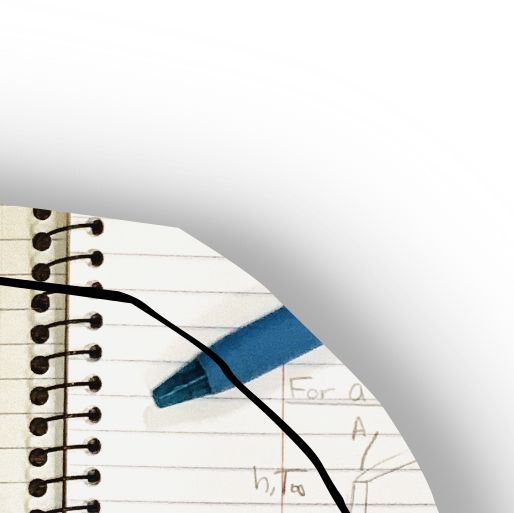 For a
A,
h, T∞